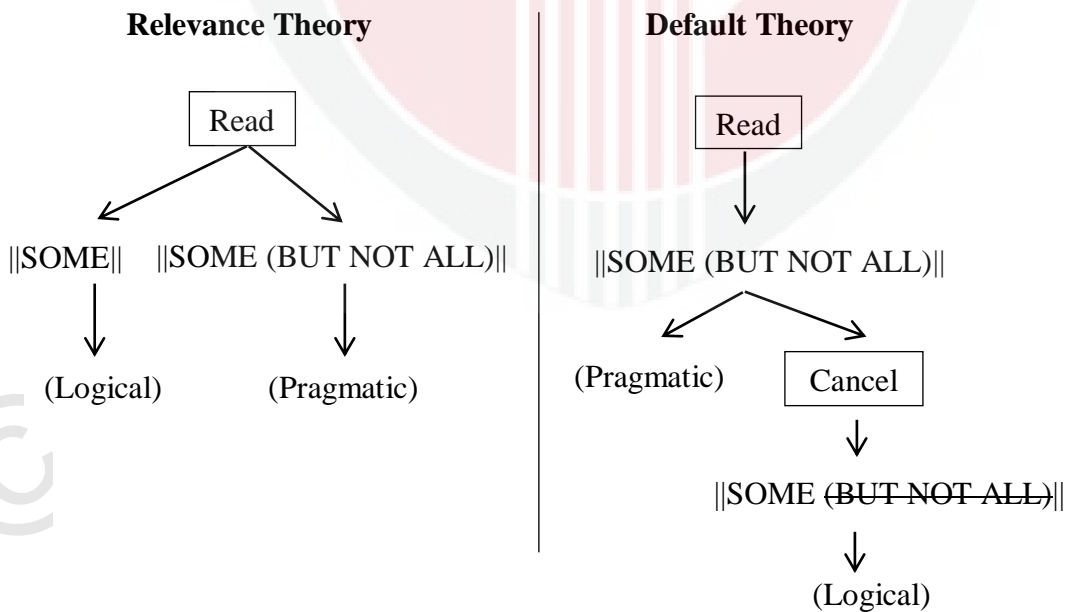 Relevance Theory
Read
||SOME|| ||SOME (BUT NOT ALL)||
(Logical) (Pragmatic)
Default Theory
Read
||SOME (BUT NOT ALL)||
(Pragmatic) Cancel
||SOME (BUT NOT ALL)||
(Logical)